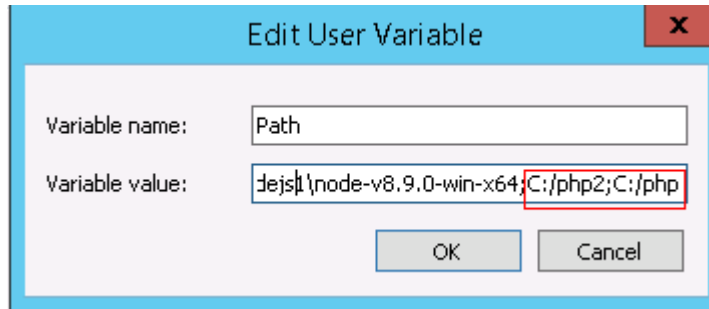 Edit User Variable
x
Variable name:
Path
Variable value:
dejs1\node-v8.9.0-win-x64;C:/php2;C:/php
OK
Cancel